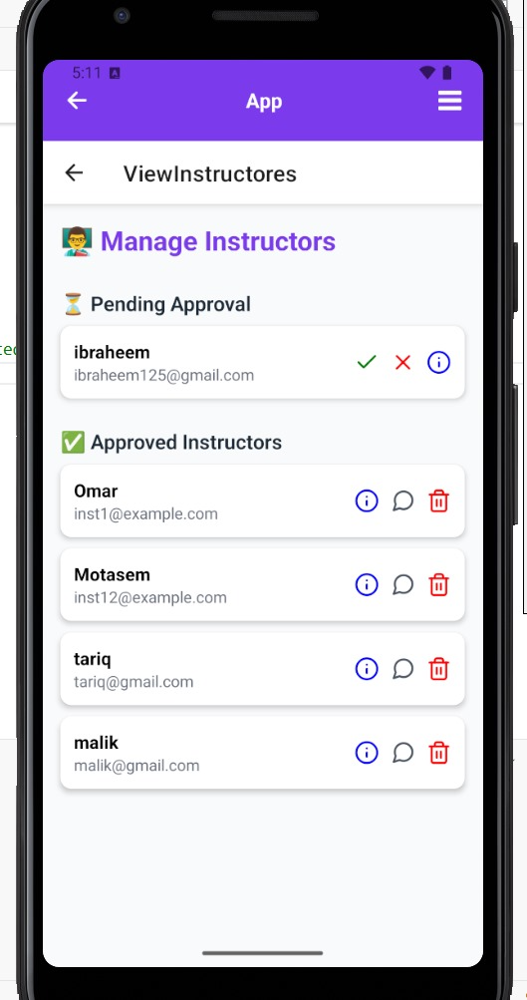 5:11
App
ViewInstructores
Manage Instructors
Pending Approval
ibraheem
ibraheem125@gmail.com
Approved Instructors
Omar
inst1@example.com
Motasem
inst12@example.com
tariq
tariq@gmail.com
malik
malik@gmail.com